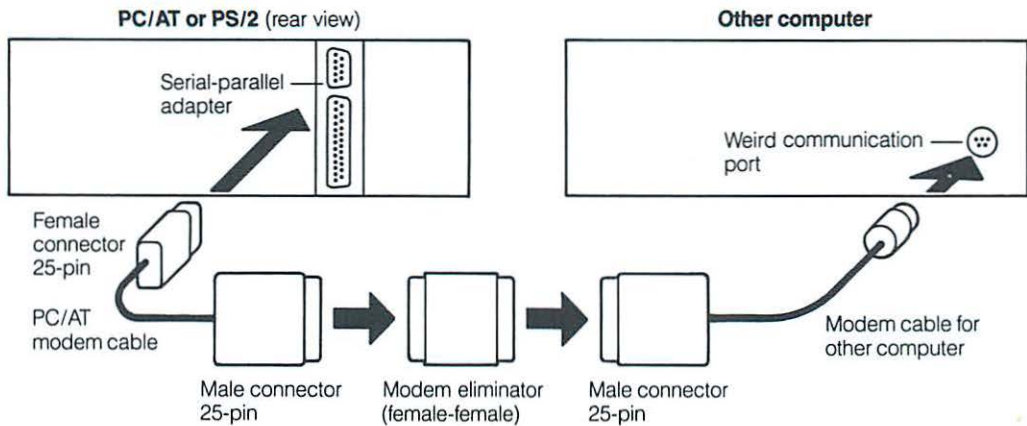 PC/AT or PS/2 (rear view)
Other computer
Serial-parallel
adapter
Weird communication
port
Female
connector
25-pin
PC/AT
modem cable
Modem cable for
other computer
Male connector
25-pin
Modem eliminator
(female-female)
Male connector
25-pin